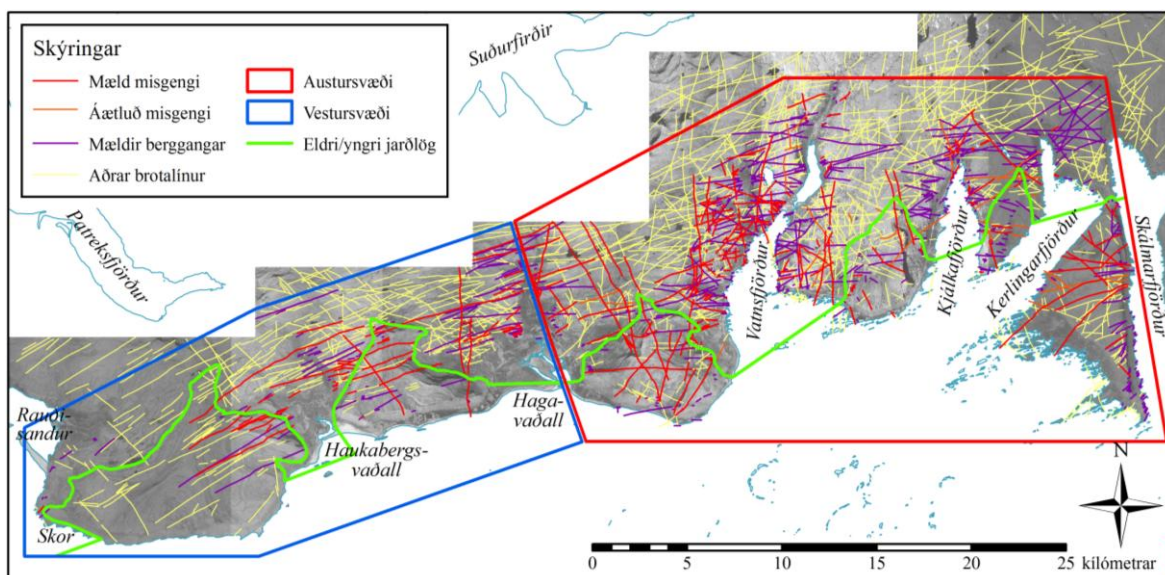 Skýringar
Mæld misgengi
Áætluð misgengi
Mældir berggangar
Aðrar brotalínur
Austursvæði
Vestursvæði
Eldri/yngri jarðlög
Suðurfirðir
Patreksfjörður
Vatnsfjörður
Kjálkafjörður
Kerlingarfjörður
Skálmarfjörður
Rauði-
sandur
Haga-
vaðall
Haukabergs-
vaðall
Skor
N
0 5 10 15 20 25
kílómetrar